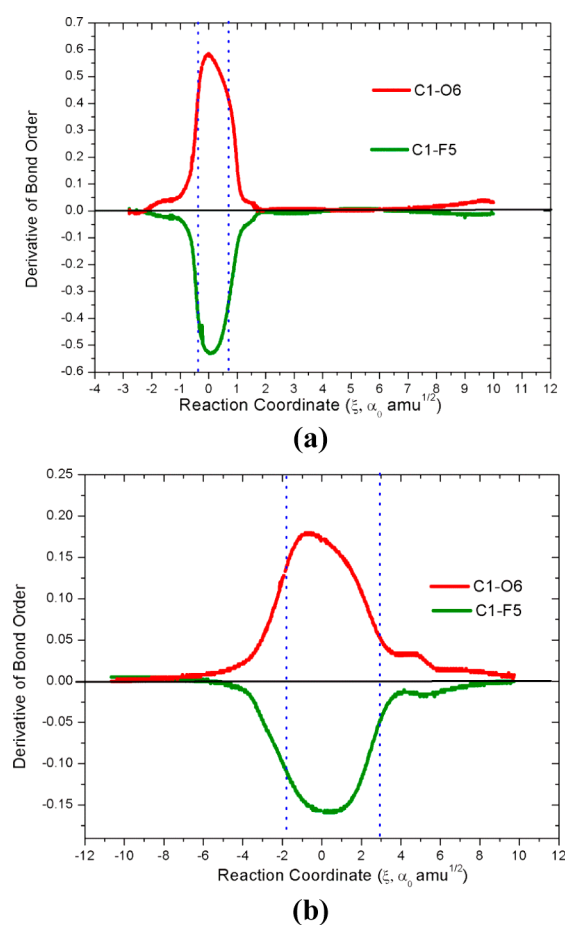 0.7
0.6
0.5
0.4
0.3
0.2
0.1
0.0
-0.1
-0.2
-0.3
-0.4
-0.5
-0.6
Derivative of Bond Order
C1-O6
C1-F5
-4 -3 -2 -1 0 1 2 3 4 5 6 7 8 9 10 11 12
Reaction Coordinate (ξ, α₀ amu^1/2)
(a)
0.25
0.20
0.15
0.10
0.05
0.00
-0.05
-0.10
-0.15
Derivative of Bond Order
C1-O6
C1-F5
-12 -10 -8 -6 -4 -2 0 2 4 6 8 10 12
Reaction Coordinate (ξ, α₀ amu^1/2)
(b)